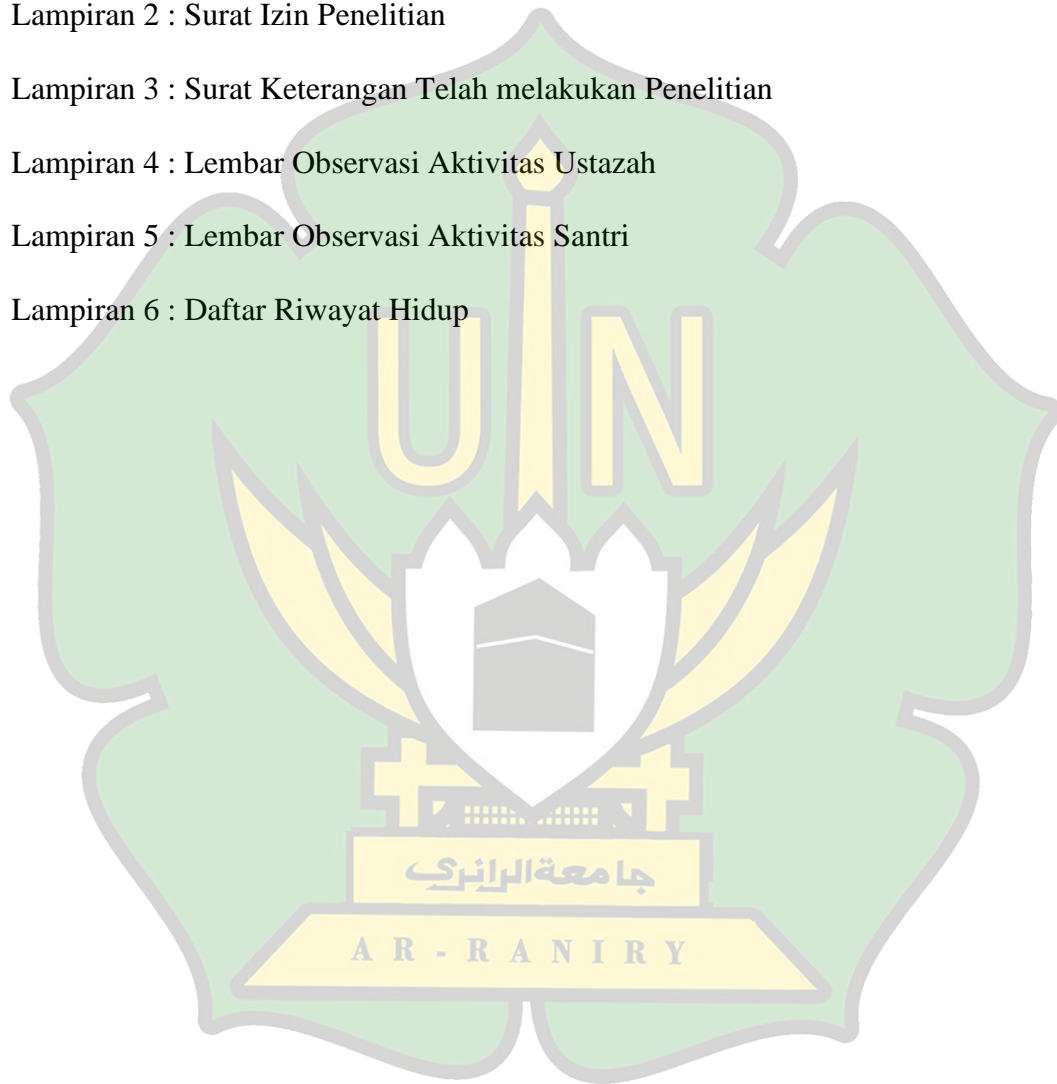 Lampiran 2 : Surat Izin Penelitian
Lampiran 3 : Surat Keterangan Telah melakukan Penelitian
Lampiran 4 : Lembar Observasi Aktivitas Ustazah
Lampiran 5 : Lembar Observasi Aktivitas Santri
Lampiran 6 : Daftar Riwayat Hidup
UIN
جامعة الرانري
AR-RANIRY